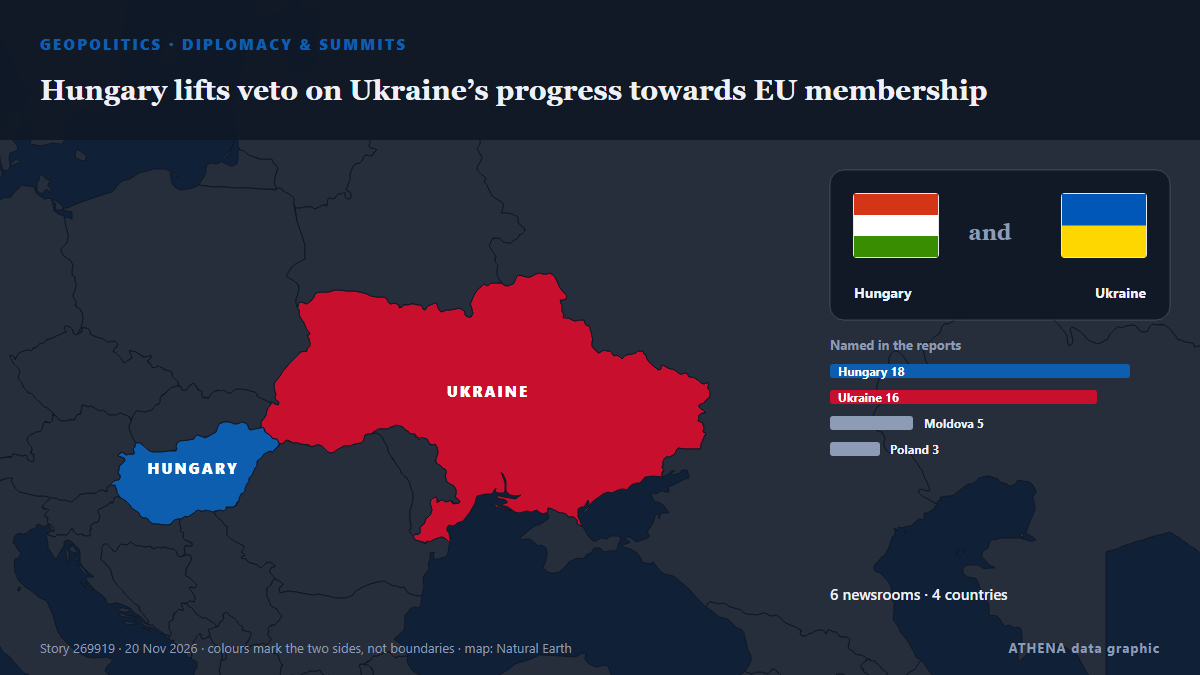 GEOPOLITICS · DIPLOMACY & SUMMITS
Hungary lifts veto on Ukraine’s progress towards EU membership
and
Hungary
Ukraine
Named in the reports
Hungary 18
Ukraine 16
Moldova 5
Poland 3
UKRAINE
HUNGARY
6 newsrooms · 4 countries
Story 269919 · 20 Nov 2026 · colours mark the two sides, not boundaries · map: Natural Earth
ATHENA data graphic